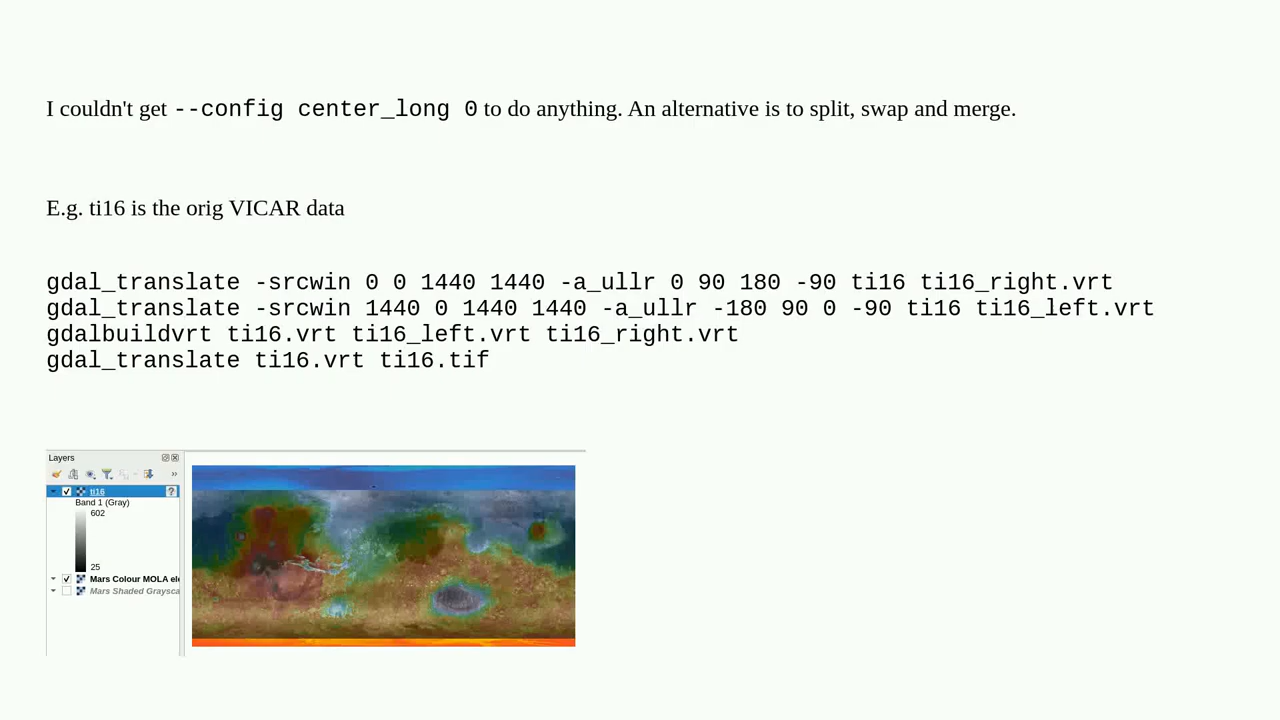 I couldn't get --config center_long 0 to do anything. An alternative is to split, swap and merge.
E.g. ti16 is the orig VICAR data
gdal_translate -srcwin 0 0 1440 1440 -a_ullr 0 90 180 -90 ti16 ti16_right.vrt
gdal_translate -srcwin 1440 0 1440 1440 -a_ullr -180 90 0 -90 ti16 ti16_left.vrt
gdalbuildvrt ti16.vrt ti16_left.vrt ti16_right.vrt
gdal_translate ti16.vrt ti16.tif
Layers
ti16
Band 1 (Gray)
602
25
Mars Colour MOLA ele
Mars Shaded Graysca